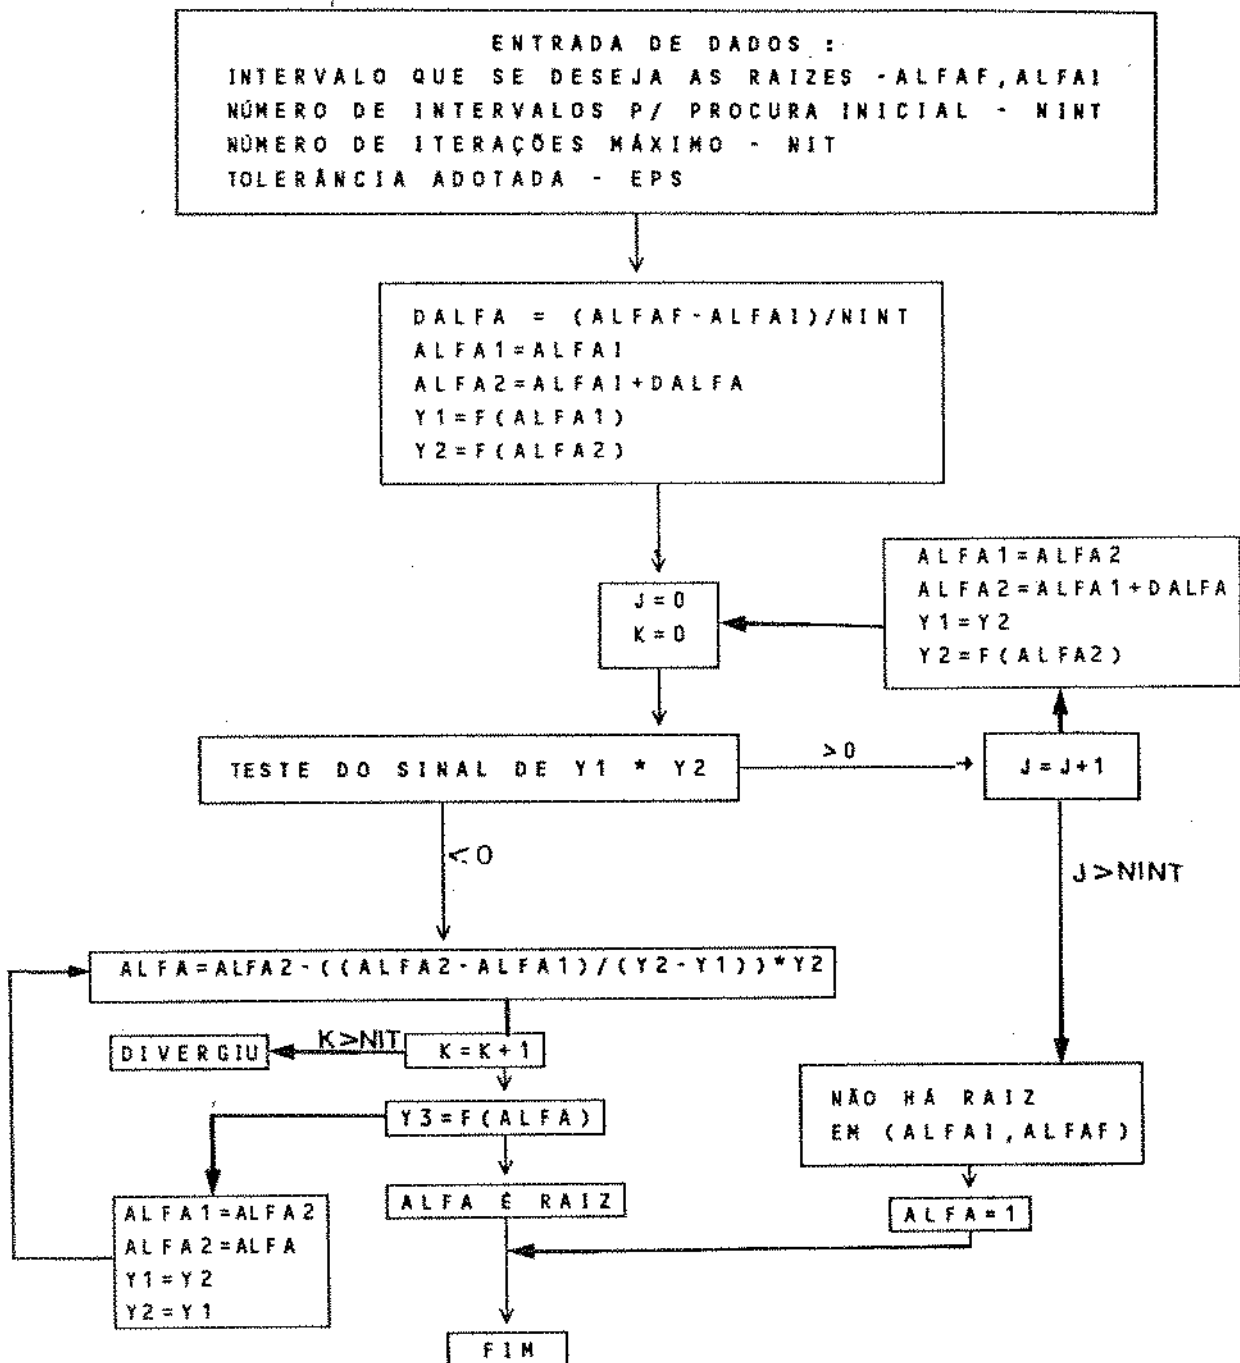 ENTRADA DE DADOS :
INTERVALO QUE SE DESEJA AS RAIZES -ALFAF,ALFAI
NÚMERO DE INTERVALOS P/ PROCURA INICIAL - NINT
NÚMERO DE ITERAÇÕES MÁXIMO - NIT
TOLERÂNCIA ADOTADA - EPS
DALFA = (ALFAF-ALFAI)/NINT
ALFA1=ALFAI
ALFA2=ALFAI+DALFA
Y1=F(ALFA1)
Y2=F(ALFA2)
ALFA1=ALFA2
ALFA2=ALFA1+DALFA
Y1=Y2
Y2=F(ALFA2)
J=0
K=0
TESTE DO SINAL DE Y1 * Y2
>0
J=J+1
<0
J>NINT
ALFA=ALFA2-((ALFA2-ALFA1)/(Y2-Y1))*Y2
DIVERGIU
K>NIT
K=K+1
Y3=F(ALFA)
NÃO HÁ RAIZ
EM (ALFAI,ALFAF)
ALFA É RAIZ
ALFA=1
ALFA1=ALFA2
ALFA2=ALFA
Y1=Y2
Y2=Y1
FIM